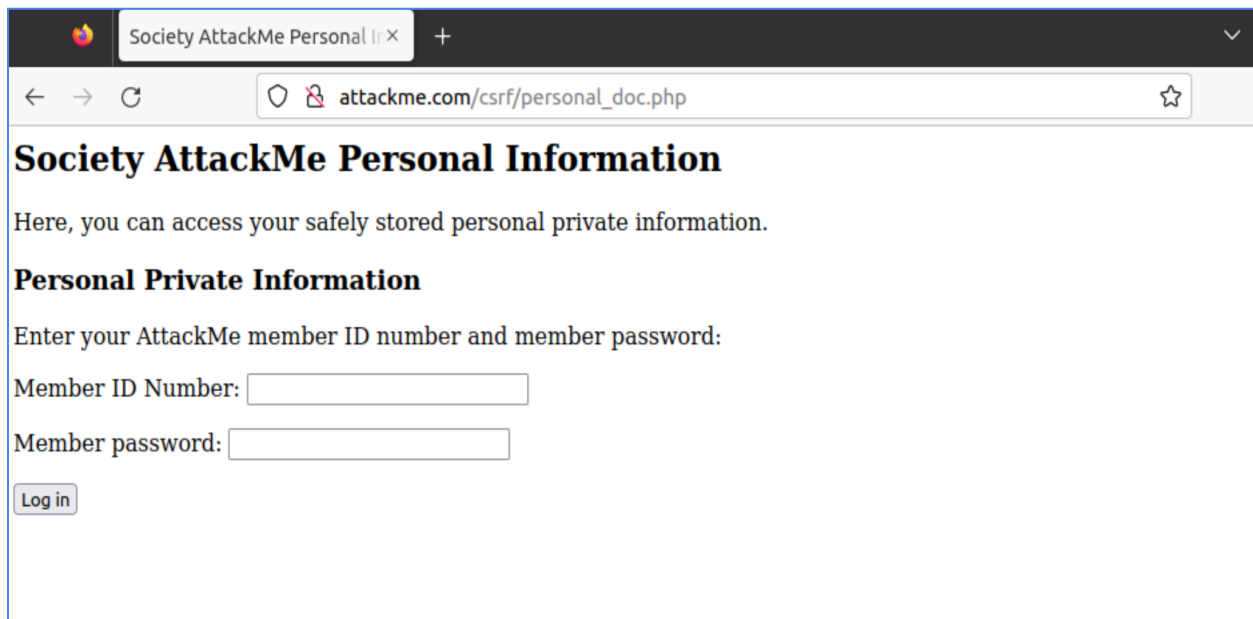 Society AttackMe Personal In
attackme.com/csrf/personal_doc.php
Society AttackMe Personal Information
Here, you can access your safely stored personal private information.
Personal Private Information
Enter your AttackMe member ID number and member password:
Member ID Number:
Member password:
Log in